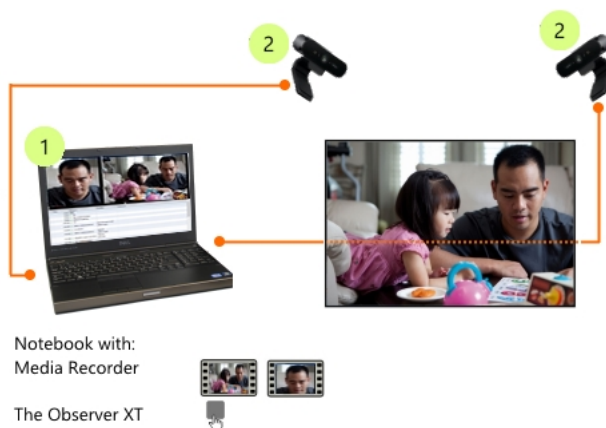 2
2
1
Notebook with:
Media Recorder
The Observer XT